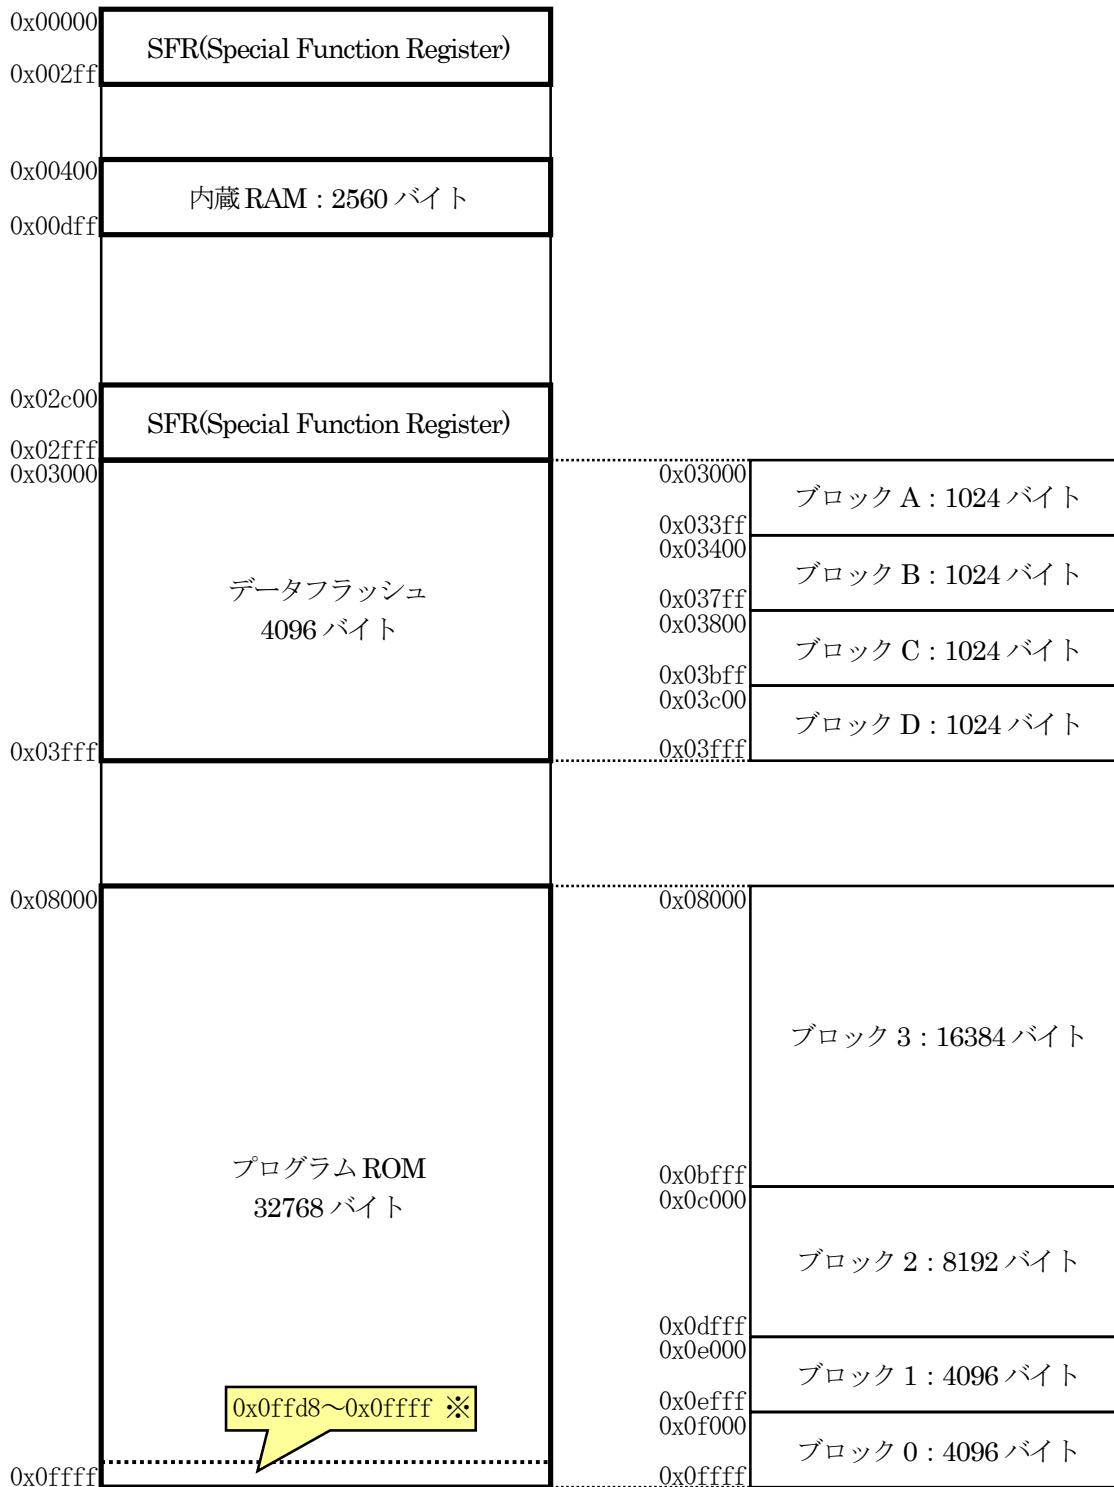 0x00000
SFR(Special Function Register)
0x002ff
0x00400
内蔵RAM：2560バイト
0x00dff
0x02c00
SFR(Special Function Register)
0x02fff
0x03000
データフラッシュ
4096バイト
0x03fff
0x03000
ブロックA：1024バイト
0x033ff
0x03400
ブロックB：1024バイト
0x037ff
0x03800
ブロックC：1024バイト
0x03bff
0x03c00
ブロックD：1024バイト
0x03fff
0x08000
プログラムROM
32768バイト
0x0ffd8～0x0ffff ※
0x0ffff
0x08000
ブロック3：16384バイト
0x0bfff
0x0c000
ブロック2：8192バイト
0x0dfff
0x0e000
ブロック1：4096バイト
0x0efff
0x0f000
ブロック0：4096バイト
0x0ffff